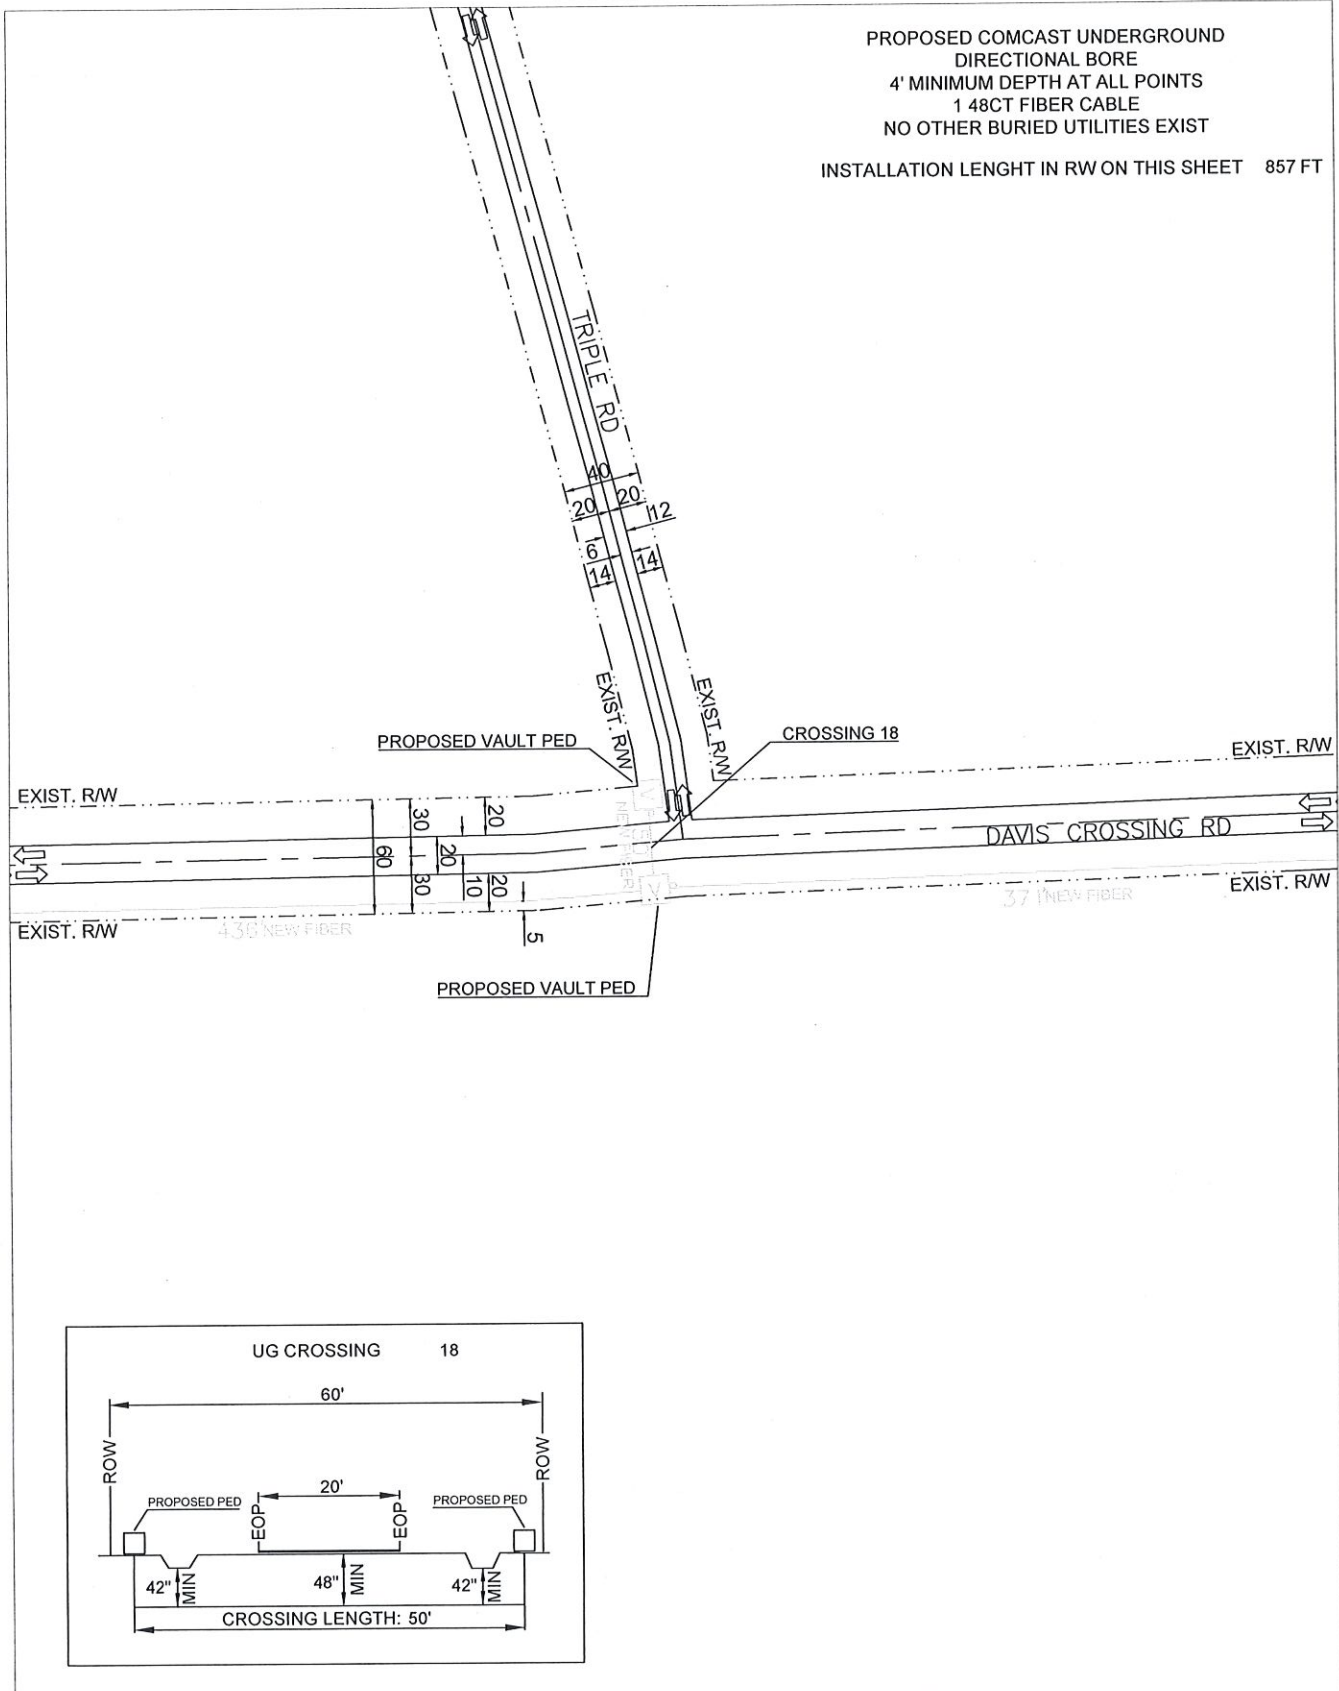 PROPOSED COMCAST UNDERGROUND
DIRECTIONAL BORE
4' MINIMUM DEPTH AT ALL POINTS
1 48CT FIBER CABLE
NO OTHER BURIED UTILITIES EXIST
INSTALLATION LENGHT IN RW ON THIS SHEET 857 FT
TRIPLE RD
40
20
20
12
6
14
14
EXIST. R/W
EXIST. R/W
PROPOSED VAULT PED
CROSSING 18
EXIST. R/W
EXIST. R/W
30
20
60
20
30
10
20
5
V
NEW FIBER
V
DAVIS CROSSING RD
EXIST. R/W
EXIST. R/W
NEW FIBER
371' NEW FIBER
PROPOSED VAULT PED
UG CROSSING 18
60'
ROW
ROW
20'
PROPOSED PED
PROPOSED PED
EOP
EOP
42"
MIN
48"
MIN
42"
MIN
CROSSING LENGTH: 50'